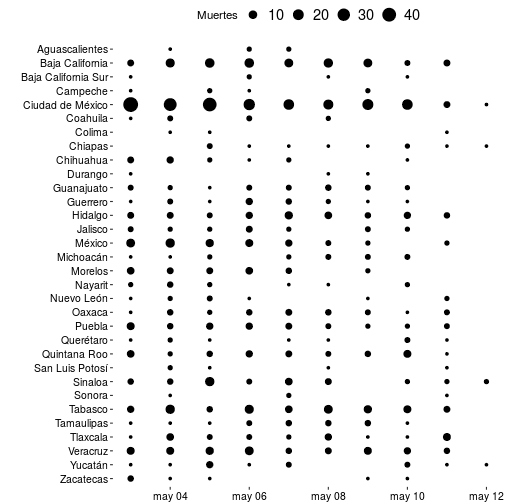 Muertes 10 20 30 40
Aguascalientes
Baja California
Baja California Sur
Campeche
Ciudad de México
Coahuila
Colima
Chiapas
Chihuahua
Durango
Guanajuato
Guerrero
Hidalgo
Jalisco
México
Michoacán
Morelos
Nayarit
Nuevo León
Oaxaca
Puebla
Querétaro
Quintana Roo
San Luis Potosí
Sinaloa
Sonora
Tabasco
Tamaulipas
Tlaxcala
Veracruz
Yucatán
Zacatecas
may 04 may 06 may 08 may 10 may 12